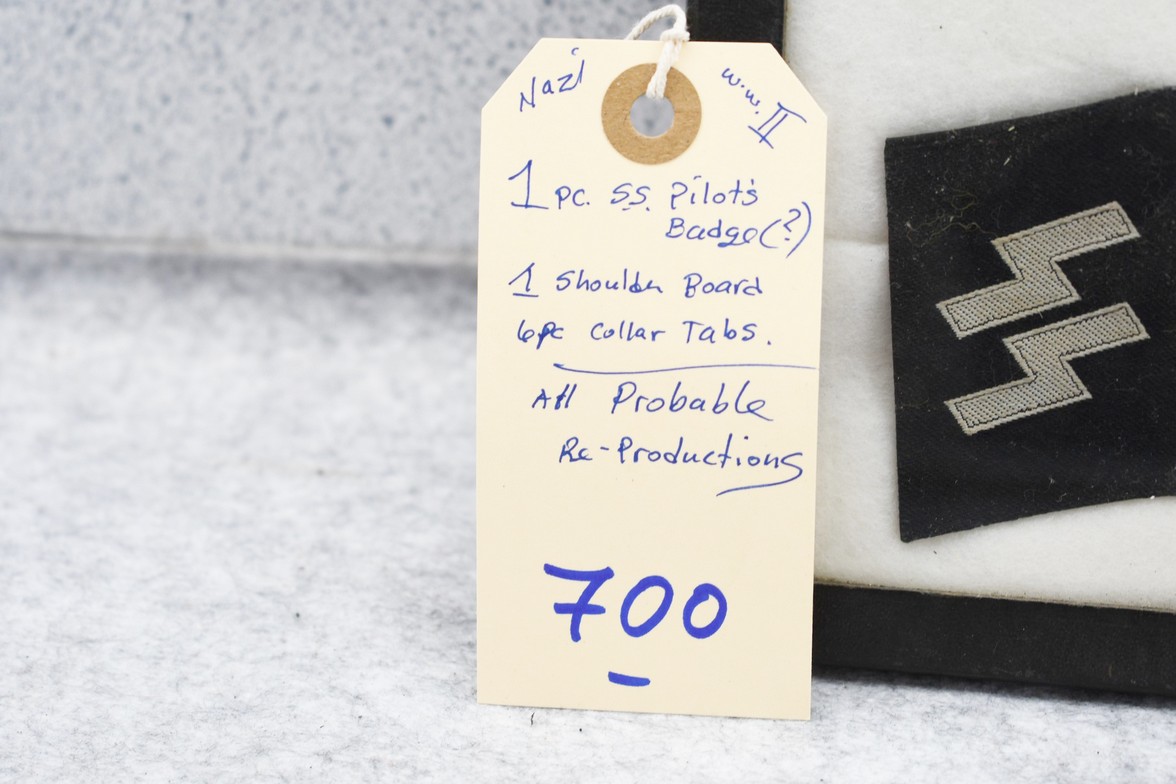 Nazi
W.W. II
1 pc. S.S. Pilot's
Badge(?)
1 Shoulder Board
6pc Collar Tabs.
All Probable
Re-Productions
700